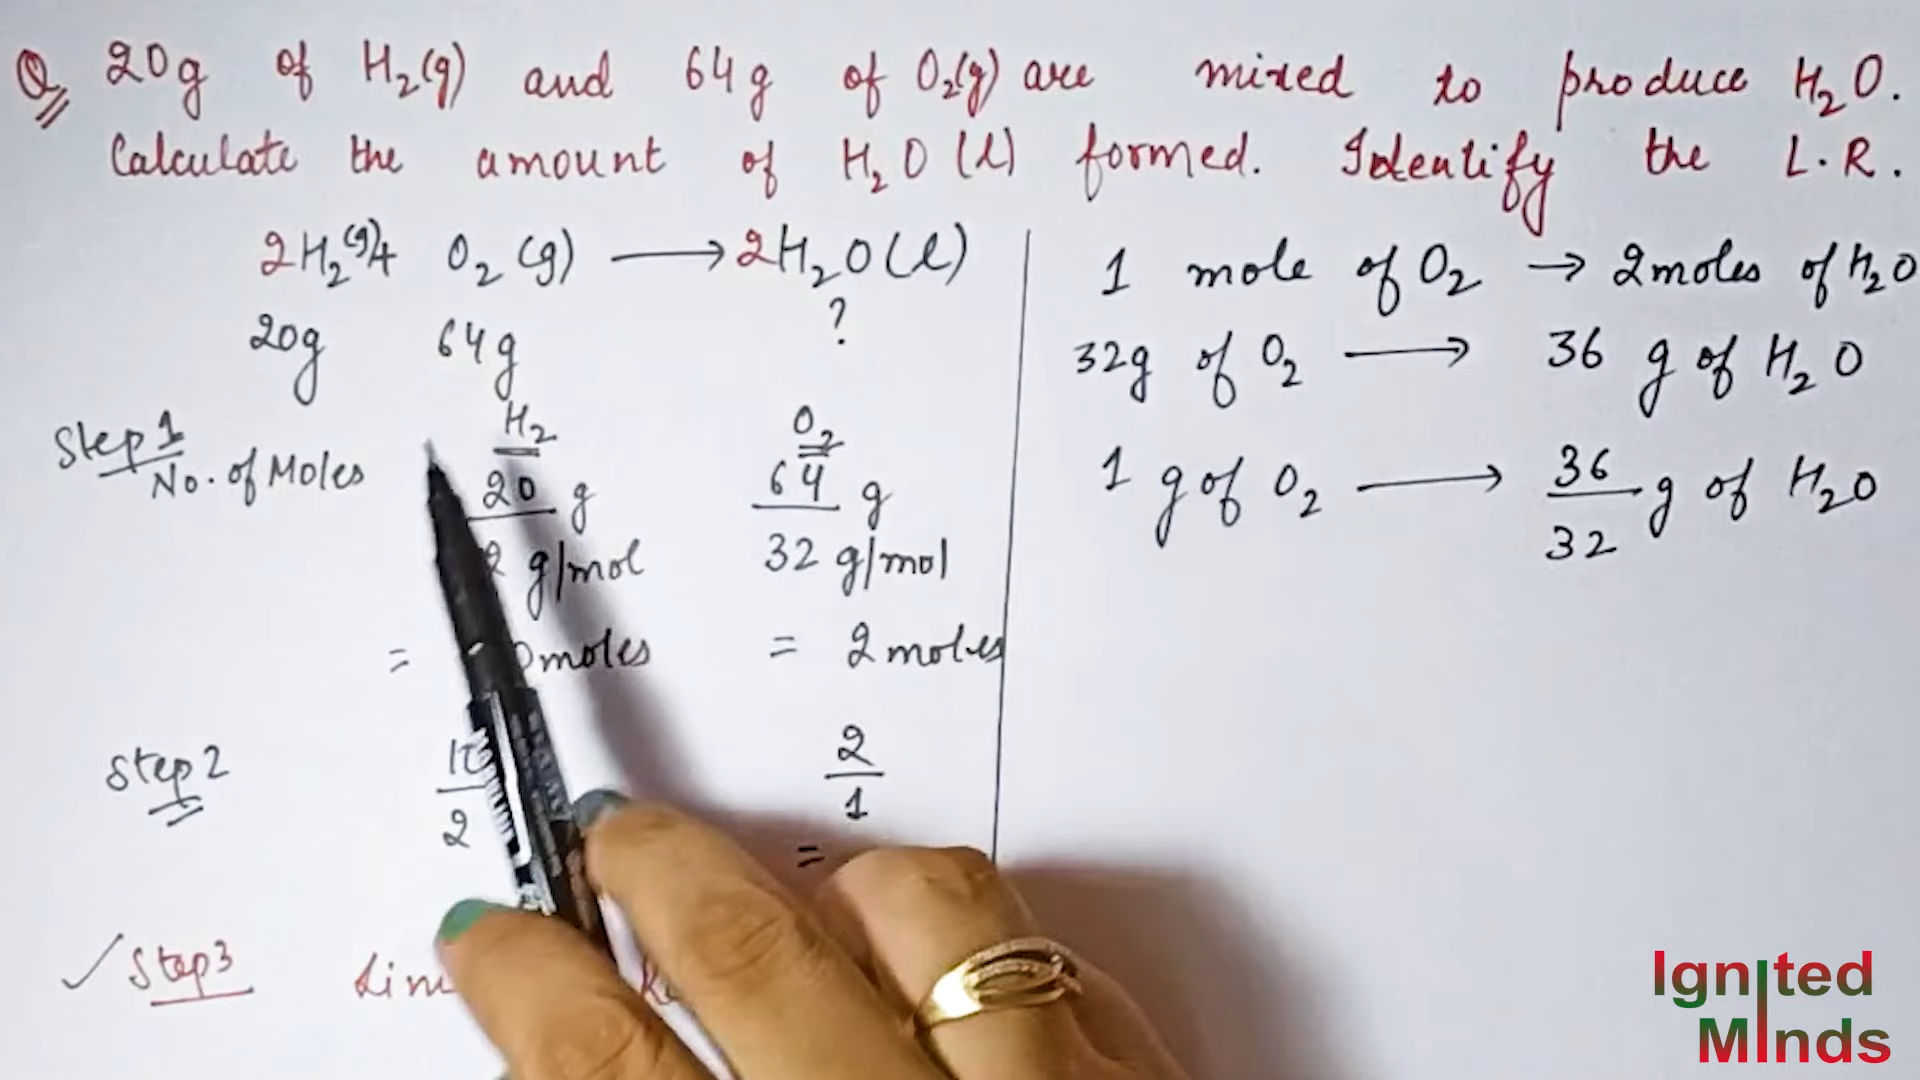 Q 20g of H₂(g) and 64g of O₂(g) are mixed to produce H₂O.
Calculate the amount of H₂O (l) formed. Identify the L.R.
2H₂(g) + O₂ (g) ⟶ 2H₂O(l)
20g 64g ?
Step 1
No. of Moles
H₂ O₂
20 g 64 g
g/mol 32 g/mol
= moles = 2 moles
Step 2
2 2
2 1
=
✓ Step 3
1 mole of O₂ → 2moles of H₂O
32g of O₂ ⟶ 36 g of H₂O
1 g of O₂ ⟶ 36 g of H₂O
32
Ignited
Minds